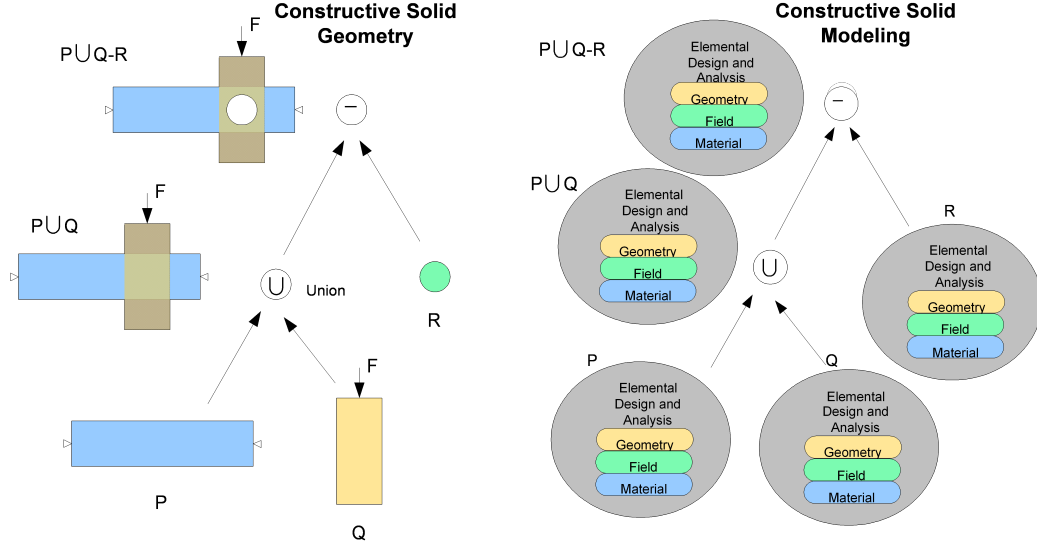 Constructive Solid
Geometry
F
P⋃Q-R
−
F
P⋃Q
⋃
Union
R
F
P
Q
Constructive Solid
Modeling
P⋃Q-R
Elemental
Design and
Analysis
Geometry
Field
Material
-
P⋃Q
Elemental
Design and
Analysis
Geometry
Field
Material
⋃
R
Elemental
Design and
Analysis
Geometry
Field
Material
P
Elemental
Design and
Analysis
Geometry
Field
Material
Q
Elemental
Design and
Analysis
Geometry
Field
Material